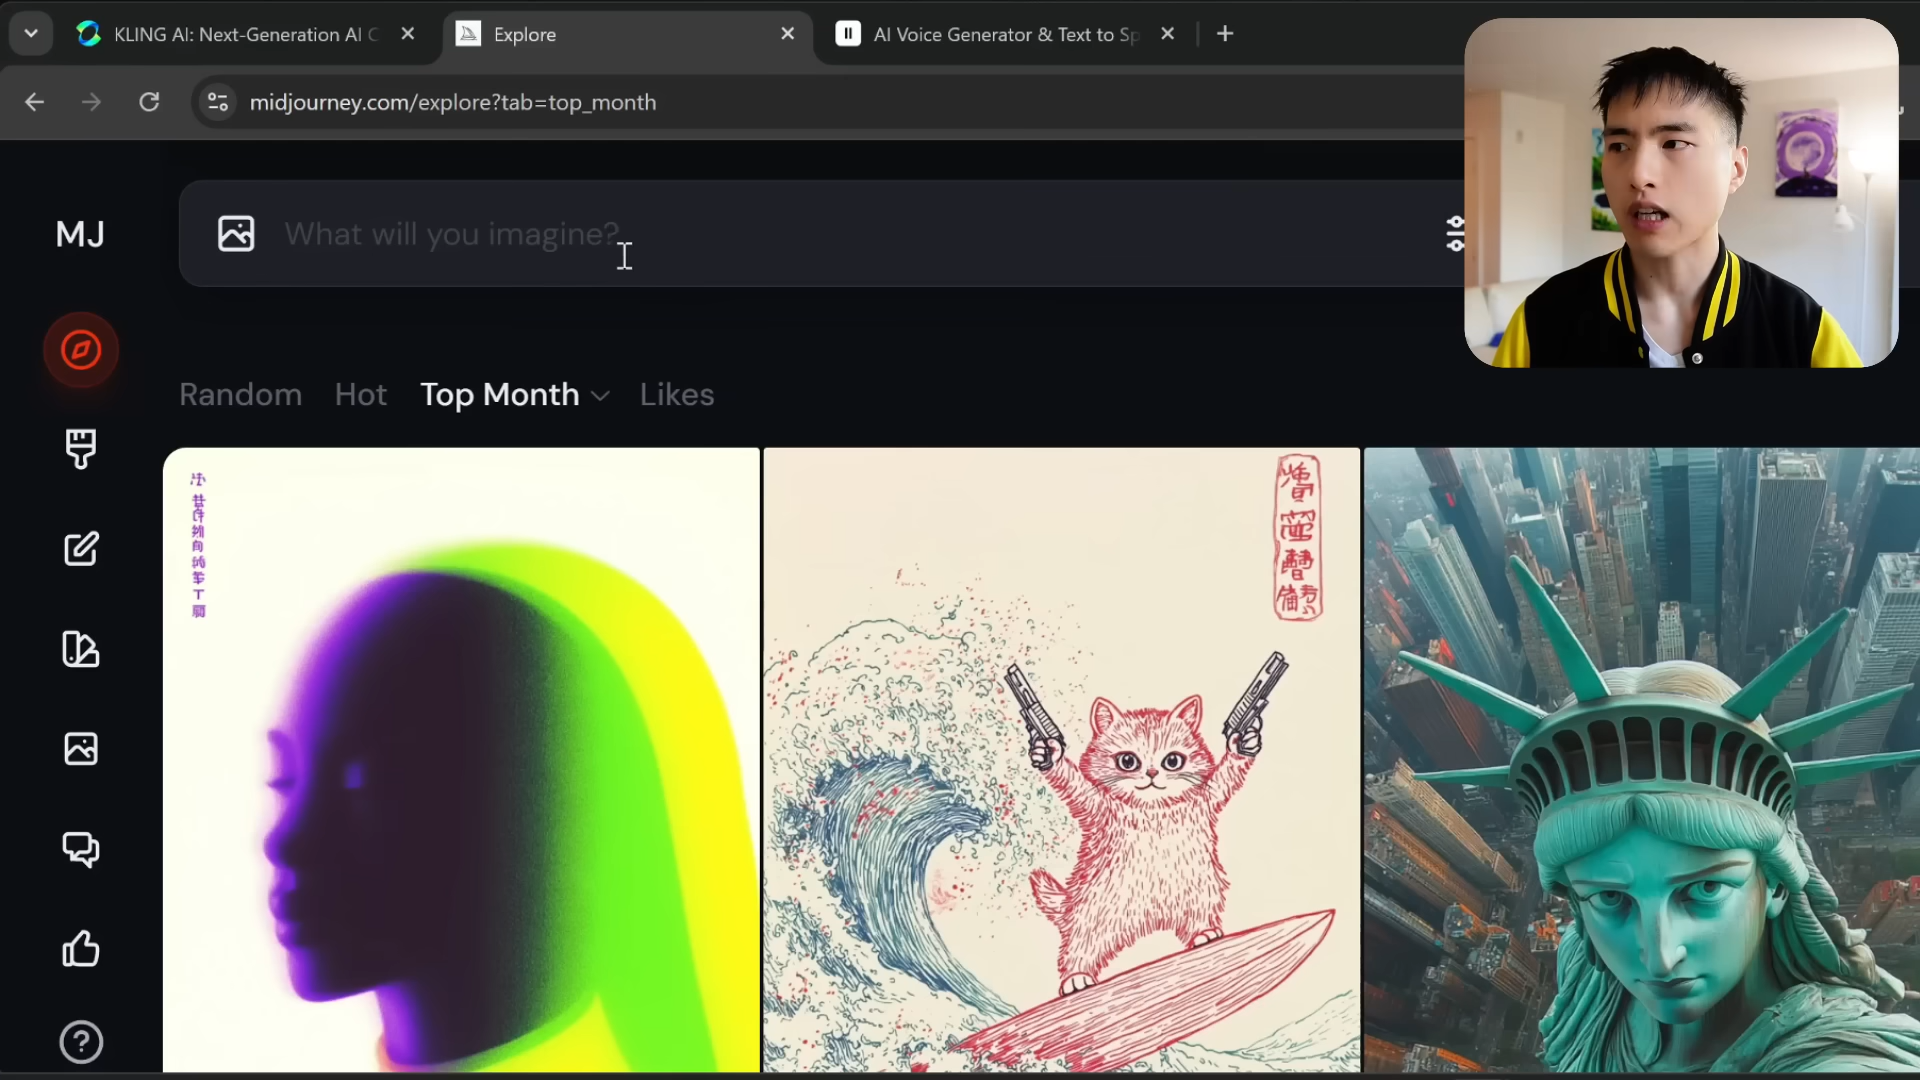 KLING AI: Next-Generation AI C
Explore
AI Voice Generator & Text to Sp
midjourney.com/explore?tab=top_month
MJ
What will you imagine?
Random Hot Top Month Likes